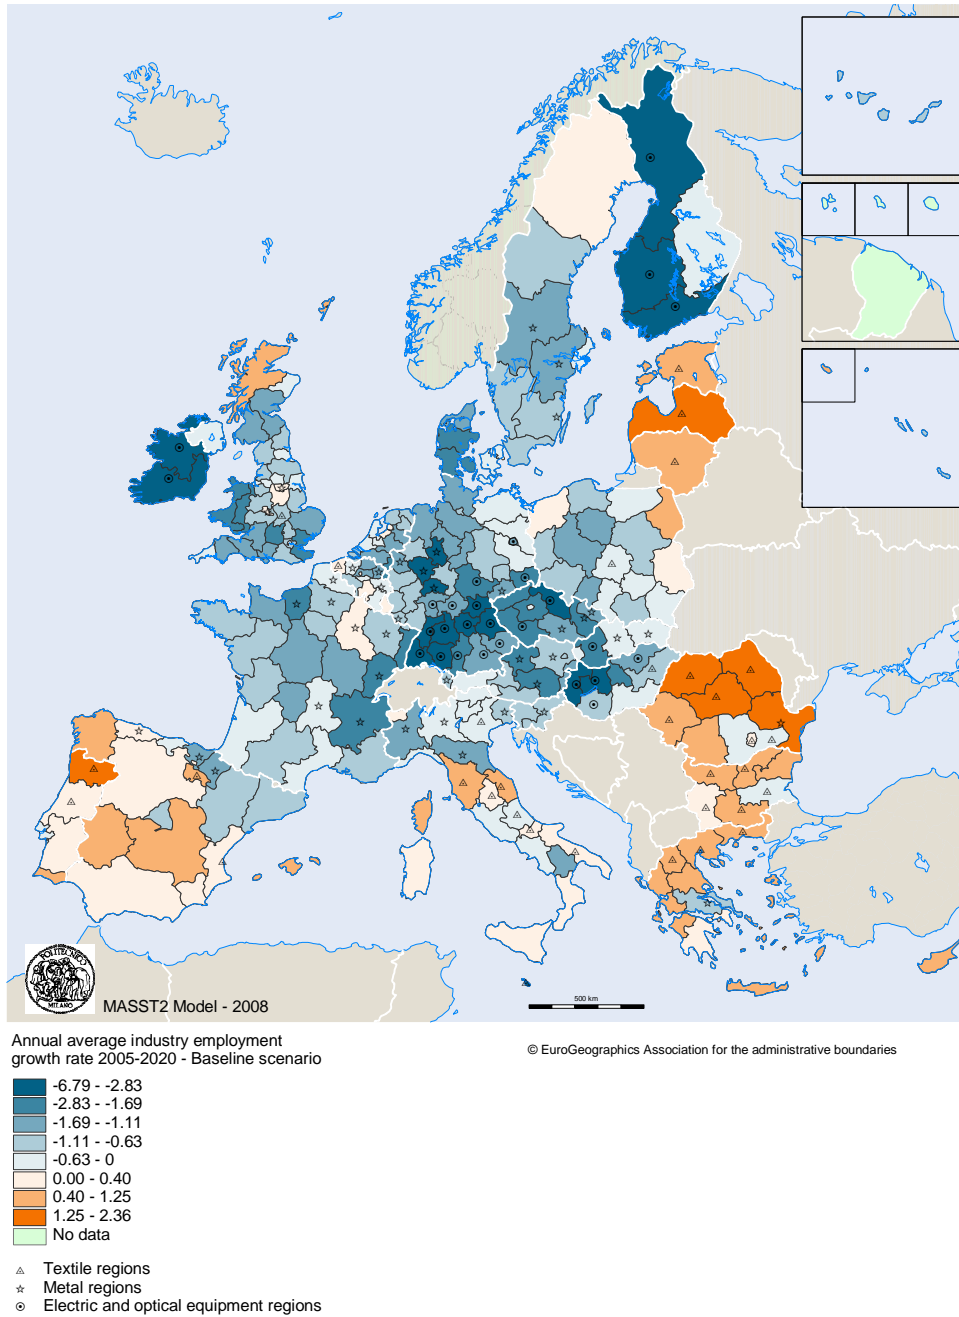 POLITECNICO
MILANO
MASST2 Model - 2008
500 km
Annual average industry employment
growth rate 2005-2020 - Baseline scenario
© EuroGeographics Association for the administrative boundaries
-6.79 - -2.83
-2.83 - -1.69
-1.69 - -1.11
-1.11 - -0.63
-0.63 - 0
0.00 - 0.40
0.40 - 1.25
1.25 - 2.36
No data
Textile regions
Metal regions
Electric and optical equipment regions